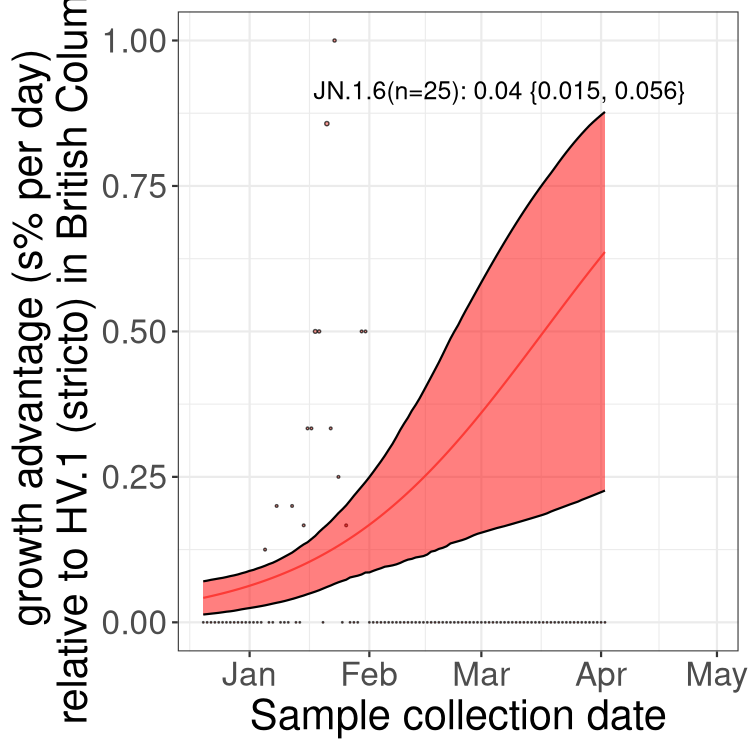 growth advantage (s% per day)
relative to HV.1 (stricto) in British Colum
1.00
0.75
0.50
0.25
0.00
JN.1.6(n=25): 0.04 {0.015, 0.056}
Jan Feb Mar Apr May
Sample collection date